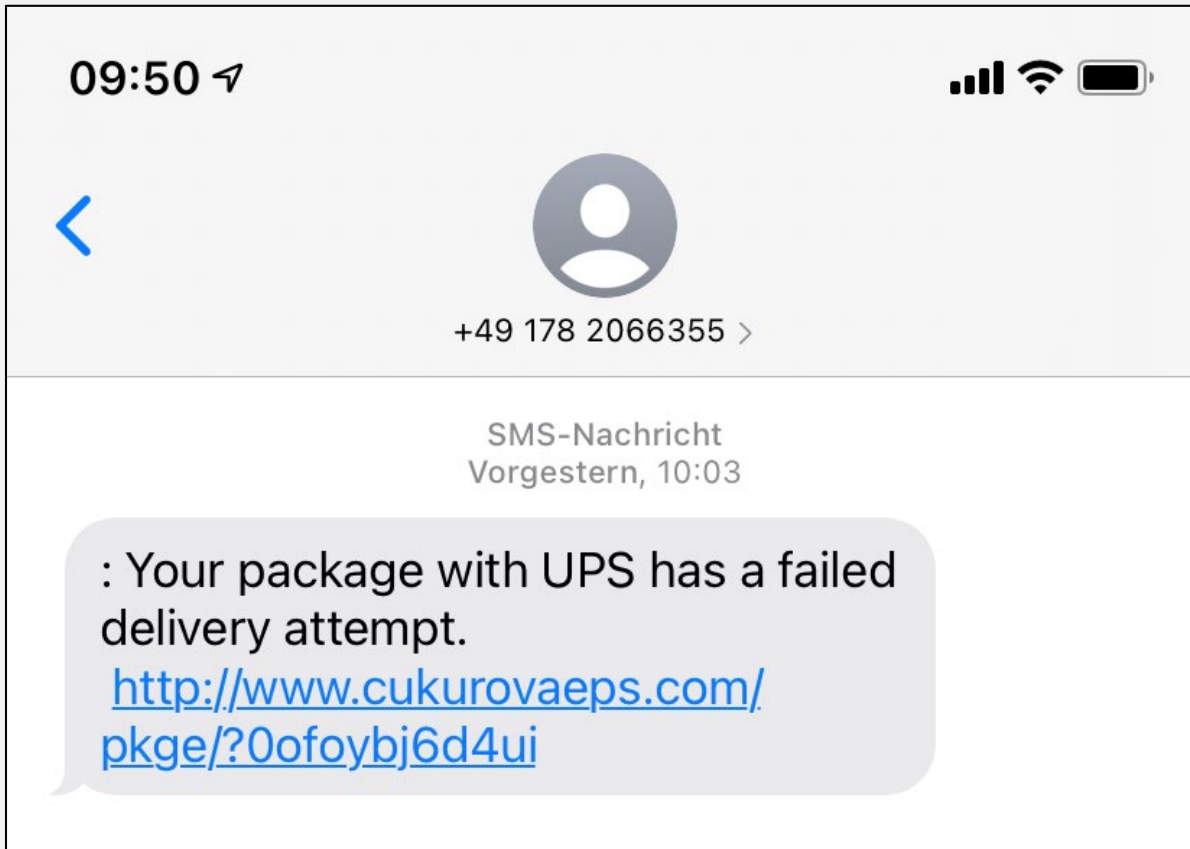 09:50
+49 178 2066355
SMS-Nachricht
Vorgestern, 10:03
: Your package with UPS has a failed
delivery attempt.
http://www.cukurovaeps.com/
pkge/?0ofoybj6d4ui